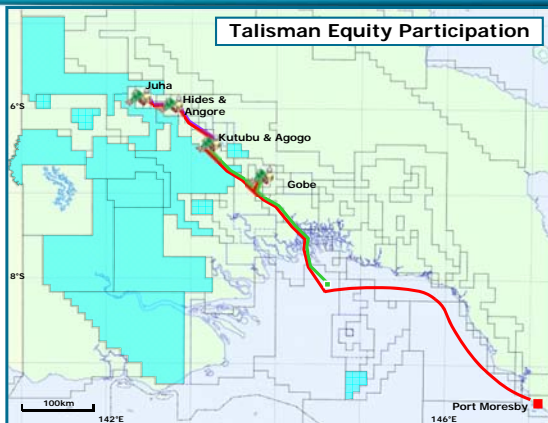 Talisman Equity Participation
Juha
Hides &
Angore
6°S
Kutubu & Agogo
Gobe
8°S
100km
Port Moresby
142°E
146°E